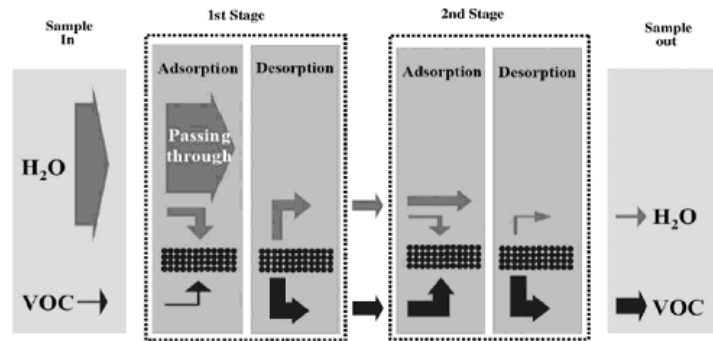 Sample
In
1st Stage
2nd Stage
Sample
out
Adsorption
Desorption
Adsorption
Desorption
Passing
through
H₂O
VOC
H₂O
VOC